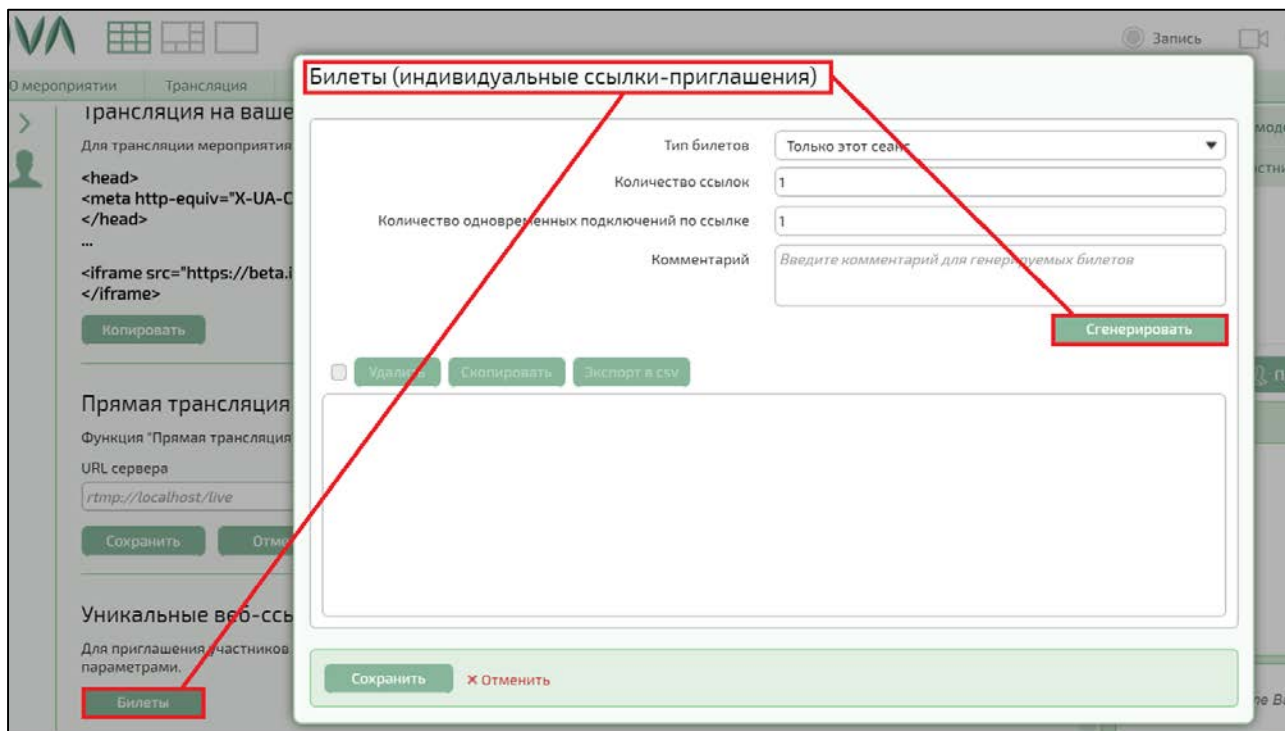 OVA
Запись
О мероприятии
Трансляция
Трансляция на ваше
Для трансляции мероприятия
<head>
<meta http-equiv="X-UA-C
</head>
...
<iframe src="https://beta.i
</iframe>
Копировать
Прямая трансляция
Функция "Прямая трансляция"
URL сервера
rtmp://localhost/live
Сохранить
Отме
Уникальные веб-ссы
Для приглашения участников
параметрами.
Билеты
Билеты (индивидуальные ссылки-приглашения)
Тип билетов
Только этот сеанс
Количество ссылок
1
Количество одновременных подключений по ссылке
1
Комментарий
Введите комментарий для генерируемых билетов
Сгенерировать
Удалить
Скопировать
Экспорт в csv
Сохранить
× Отменить